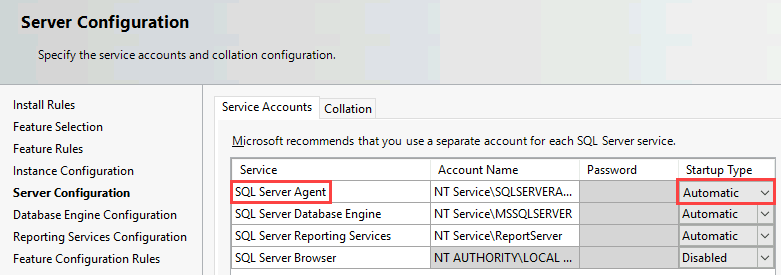 Server Configuration
Specify the service accounts and collation configuration.
Install Rules
Feature Selection
Feature Rules
Instance Configuration
Server Configuration
Database Engine Configuration
Reporting Services Configuration
Feature Configuration Rules
Service Accounts Collation
Microsoft recommends that you use a separate account for each SQL Server service.
Service Account Name Password Startup Type
SQL Server Agent NT Service\SQLSERVERA... Automatic
SQL Server Database Engine NT Service\MSSQLSERVER Automatic
SQL Server Reporting Services NT Service\ReportServer Automatic
SQL Server Browser NT AUTHORITY\LOCAL ... Disabled